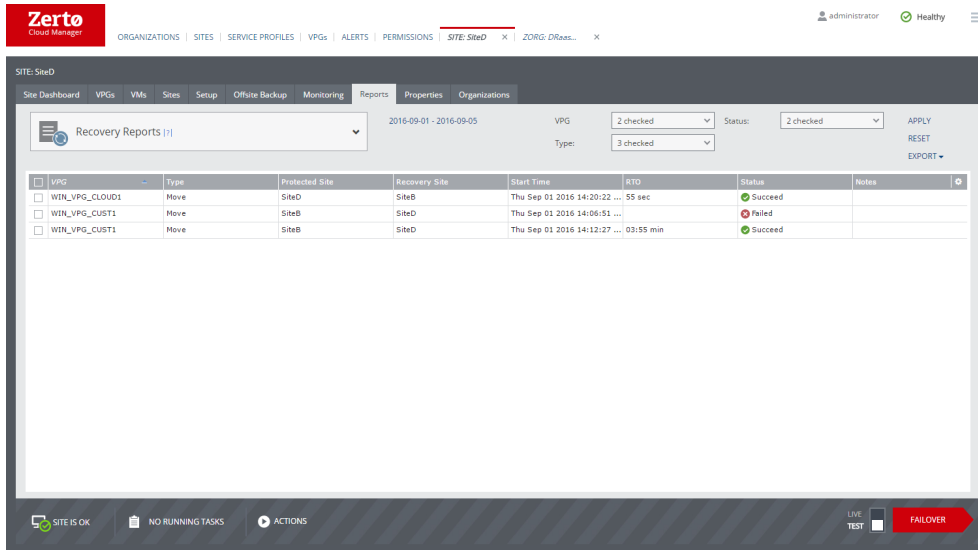 Zertø
Cloud Manager
administrator
Healthy
ORGANIZATIONS | SITES | SERVICE PROFILES | VPGs | ALERTS | PERMISSIONS | SITE: SiteD × | ZORG: DRaas... ×
SITE: SiteD
Site Dashboard VPGs VMs Sites Setup Offsite Backup Monitoring Reports Properties Organizations
Recovery Reports [?]
2016-09-01 - 2016-09-05
VPG 2 checked Status: 2 checked APPLY
RESET
Type: 3 checked
EXPORT
VPG Type Protected Site Recovery Site Start Time RTO Status Notes
WIN_VPG_CLOUD1 Move SiteD SiteB Thu Sep 01 2016 14:20:22 ... 55 sec Succeed
WIN_VPG_CUST1 Move SiteB SiteD Thu Sep 01 2016 14:06:51 ... Failed
WIN_VPG_CUST1 Move SiteB SiteD Thu Sep 01 2016 14:12:27 ... 03:55 min Succeed
SITE IS OK NO RUNNING TASKS ACTIONS
LIVE
TEST
FAILOVER